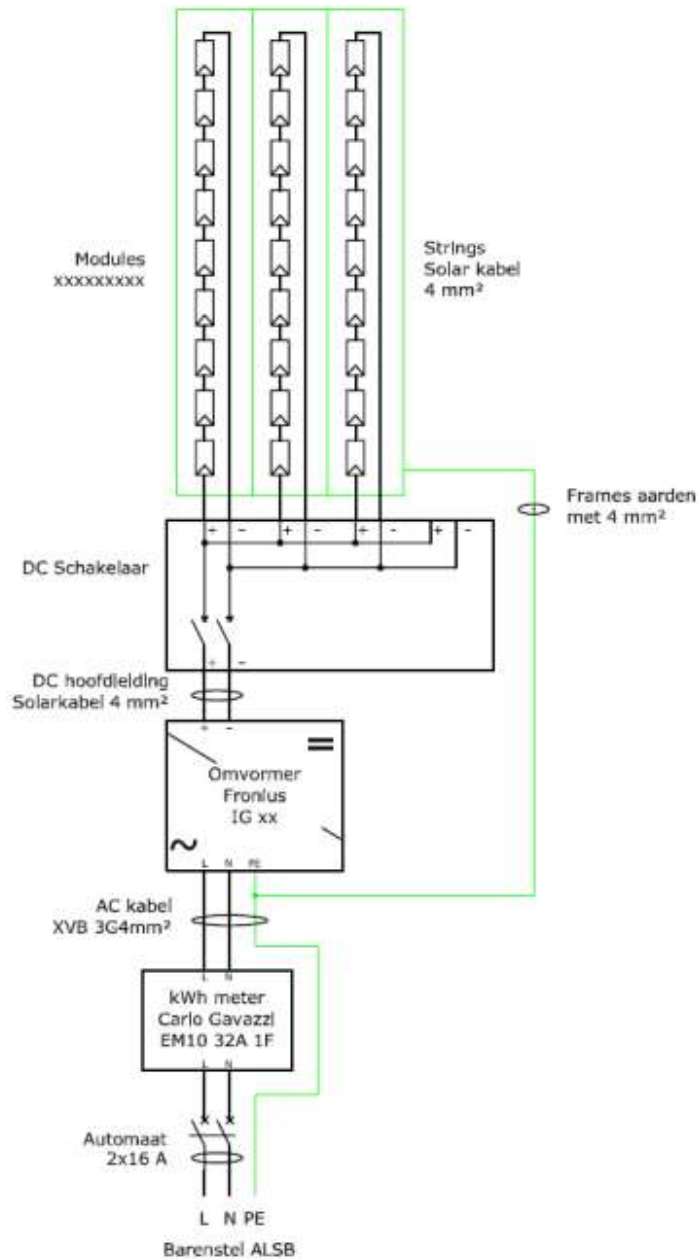 Modules
xxxxxxxxx
Strings
Solar kabel
4 mm²
Frames aarden
met 4 mm²
+ - + - + - + -
DC Schakelaar
+ -
DC hoofdleiding
Solarkabel 4 mm²
+ -
Omvormer
Fronius
IG xx
~
L N PE
AC kabel
XVB 3G4mm²
L N
kWh meter
Carlo Gavazzi
EM10 32A 1F
L N
Automaat
2x16 A
L N PE
Barenstel ALSB